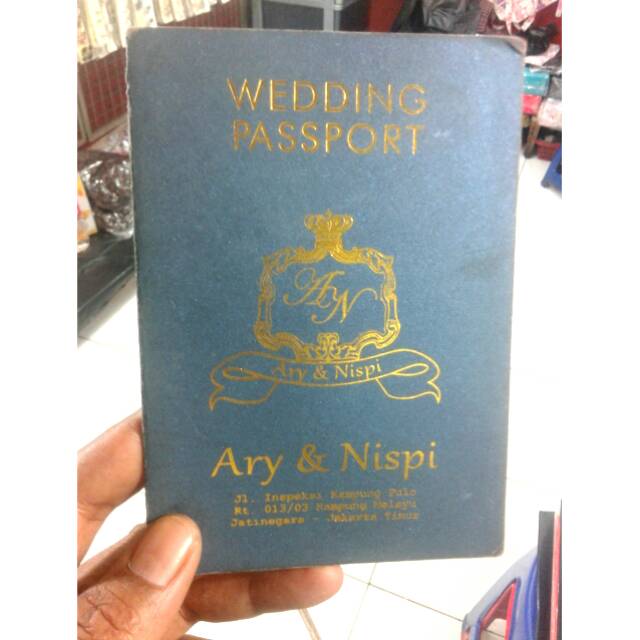 WEDDING
PASSPORT
AN
Ary & Nispi
Ary & Nispi
Jl. Inspeksi Kampung Pulo
Rt. 013/03 Kampung Melayu
Jatinegara - Jakarta Timur